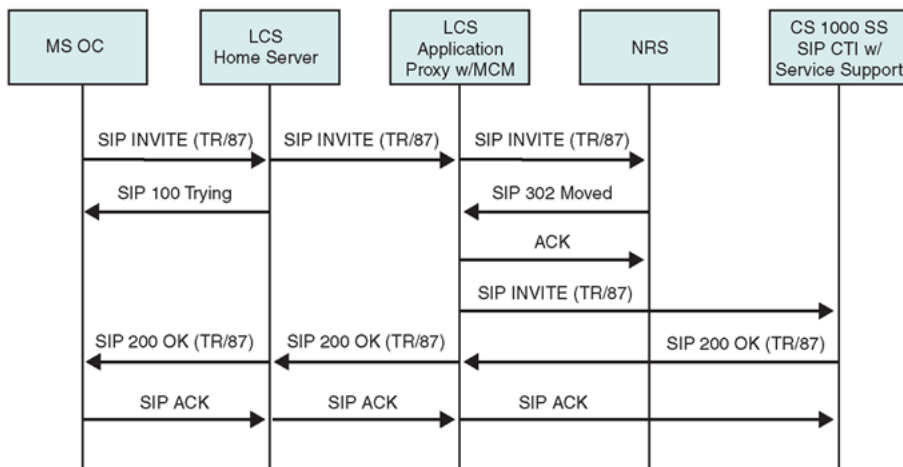 MS OC
LCS
Home Server
LCS
Application
Proxy w/MCM
NRS
CS 1000 SS
SIP CTI w/
Service Support
SIP INVITE (TR/87)
SIP INVITE (TR/87)
SIP INVITE (TR/87)
SIP 100 Trying
SIP 302 Moved
ACK
SIP INVITE (TR/87)
SIP 200 OK (TR/87)
SIP 200 OK (TR/87)
SIP 200 OK (TR/87)
SIP ACK
SIP ACK
SIP ACK